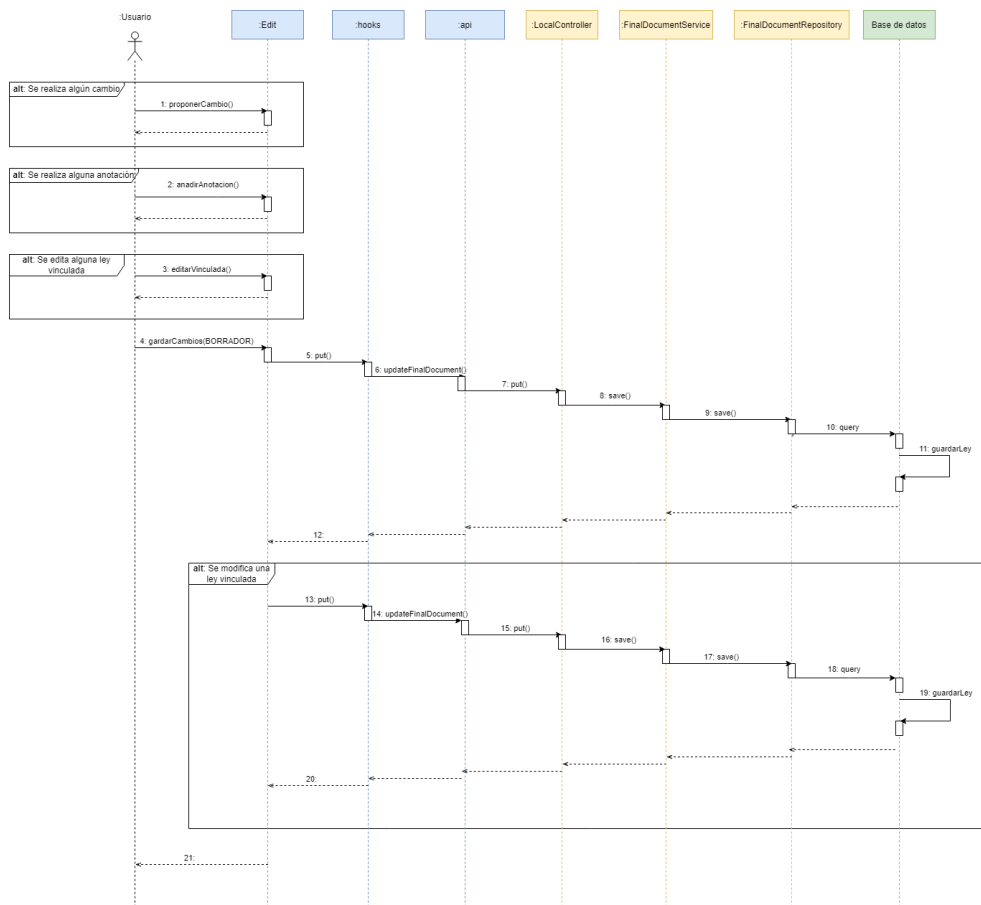 :Usuario
:Edit
:hooks
:api
:LocalController
:FinalDocumentService
:FinalDocumentRepository
Base de datos
alt: Se realiza algún cambio
1: proponerCambio()
alt: Se realiza alguna anotación
2: anadirAnotacion()
alt: Se edita alguna ley
vinculada
3: editarVinculada()
4: gardarCambios(BORRADOR)
5: put()
6: updateFinalDocument()
7: put()
8: save()
9: save()
10: query
11: guardarLey
12:
alt: Se modifica una
ley vinculada
13: put()
14: updateFinalDocument()
15: put()
16: save()
17: save()
18: query
19: guardarLey
20:
21: